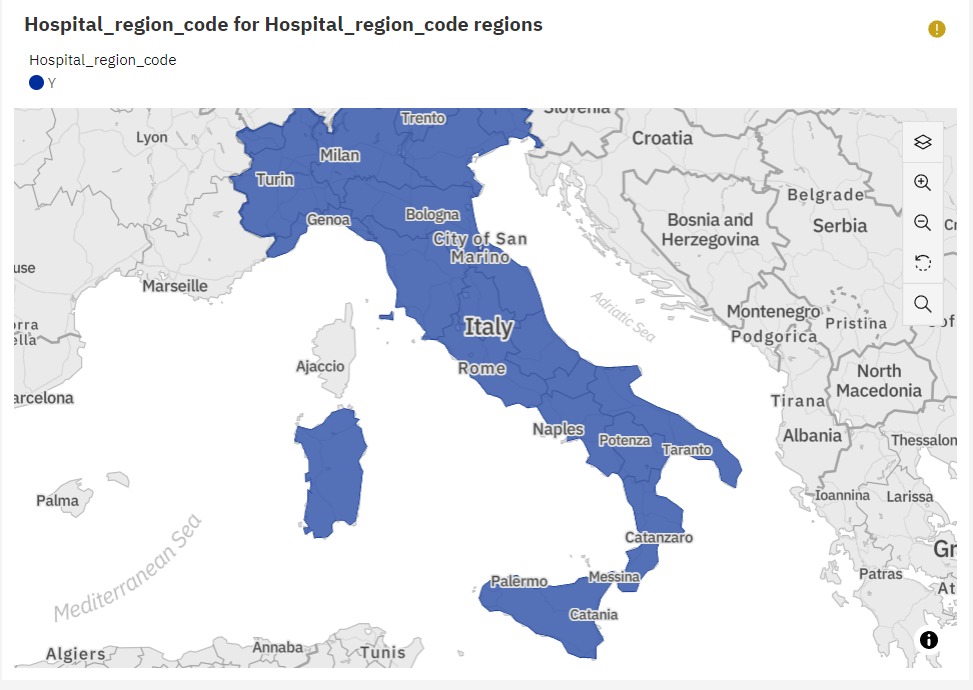 Hospital_region_code for Hospital_region_code regions
Hospital_region_code
Y
Trento
Slovenia
Lyon
Croatia
Milan
Turin
Belgrade
Genoa
Bologna
Bosnia and
Herzegovina
Serbia
City of San
Marino
use
Marseille
Adriatic Sea
Montenegro
Pristina
orra
ella
Italy
Podgorica
Ajaccio
Rome
North
Macedonia
arcelona
Tirana
Naples
Potenza
Taranto
Albania
Thessalon
Palma
Ioannina
Larissa
Catanzaro
Mediterranean Sea
Gr
Palermo
Messina
Patras
At
Catania
Algiers
Annaba
Tunis